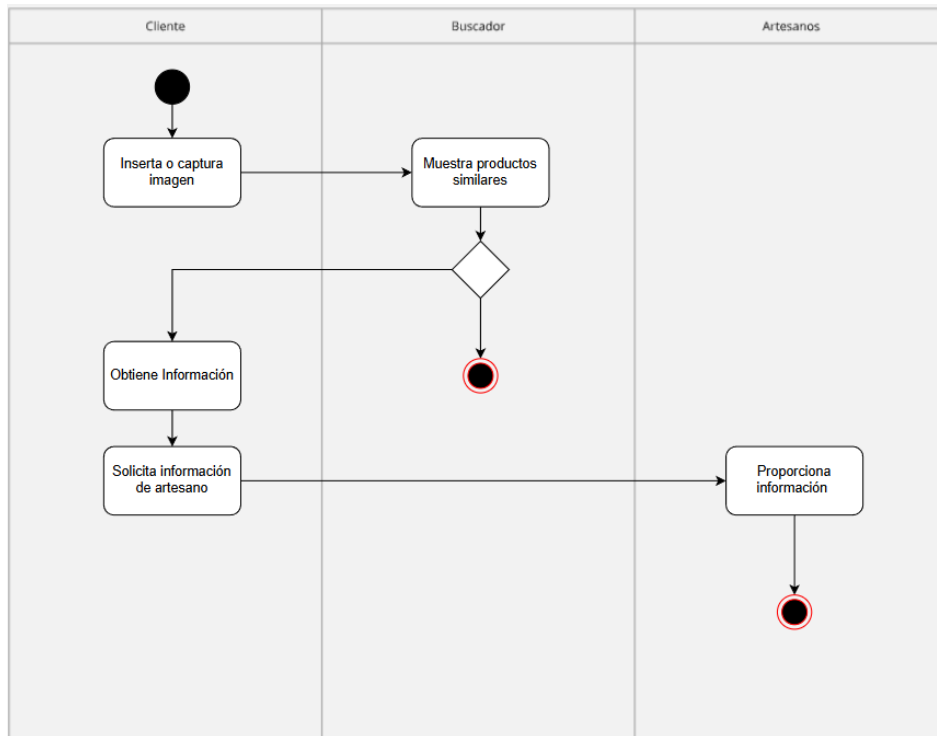 Cliente
Buscador
Artesanos
Inserta o captura
imagen
Muestra productos
similares
Obtiene Información
Solicita información
de artesano
Proporciona
información